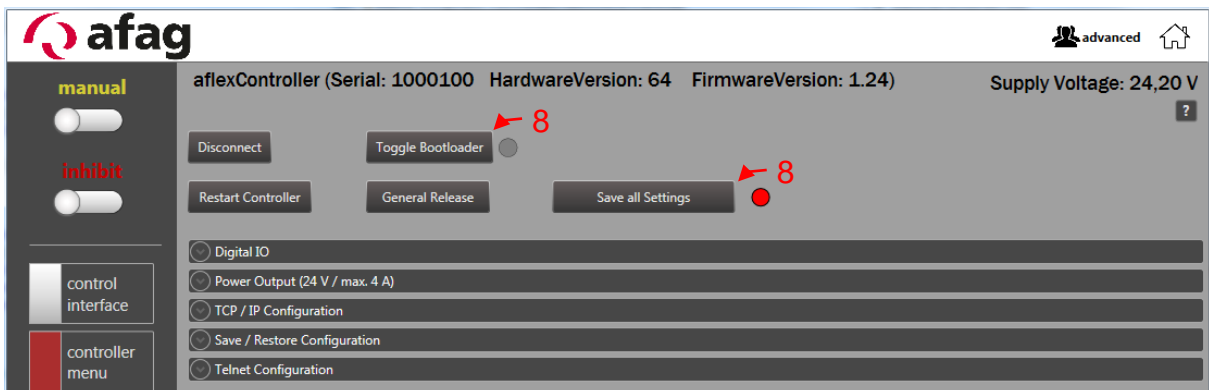 afag
advanced
manual
aflexController (Serial: 1000100 HardwareVersion: 64 FirmwareVersion: 1.24)
Supply Voltage: 24,20 V
?
8
Disconnect
Toggle Bootloader
inhibit
8
Restart Controller
General Release
Save all Settings
Digital IO
control
interface
Power Output (24 V / max. 4 A)
TCP / IP Configuration
Save / Restore Configuration
controller
menu
Telnet Configuration